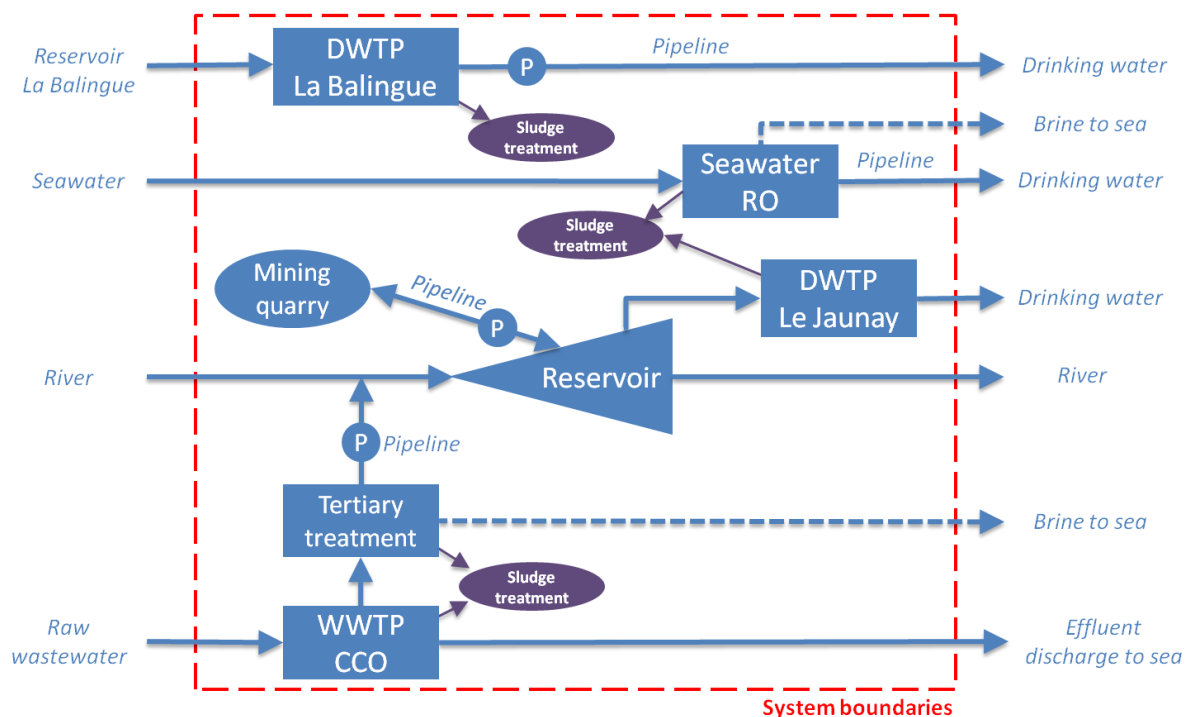 Reservoir
La Balingue
DWTP
La Balingue
P
Pipeline
Drinking water
Sludge
treatment
Brine to sea
Seawater
Seawater
RO
Pipeline
Drinking water
Sludge
treatment
Mining
quarry
Pipeline
P
DWTP
Le Jaunay
Drinking water
River
Reservoir
River
P
Pipeline
Tertiary
treatment
Brine to sea
Sludge
treatment
Raw
wastewater
WWTP
CCO
Effluent
discharge to sea
System boundaries